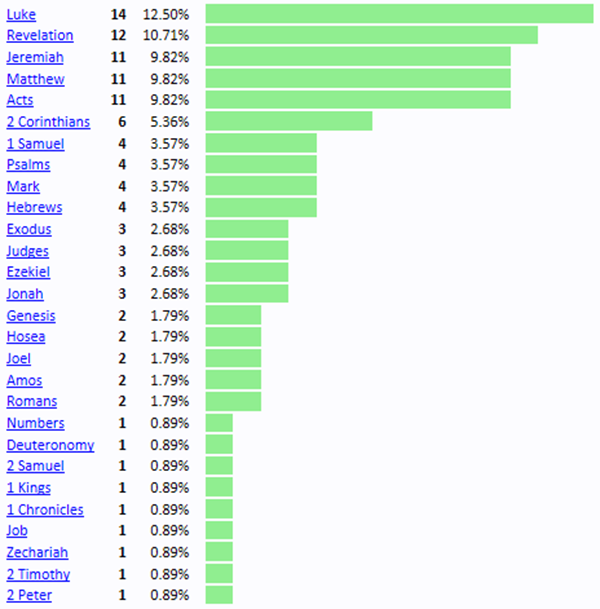 Luke 14 12.50%
Revelation 12 10.71%
Jeremiah 11 9.82%
Matthew 11 9.82%
Acts 11 9.82%
2 Corinthians 6 5.36%
1 Samuel 4 3.57%
Psalms 4 3.57%
Mark 4 3.57%
Hebrews 4 3.57%
Exodus 3 2.68%
Judges 3 2.68%
Ezekiel 3 2.68%
Jonah 3 2.68%
Genesis 2 1.79%
Hosea 2 1.79%
Joel 2 1.79%
Amos 2 1.79%
Romans 2 1.79%
Numbers 1 0.89%
Deuteronomy 1 0.89%
2 Samuel 1 0.89%
1 Kings 1 0.89%
1 Chronicles 1 0.89%
Job 1 0.89%
Zechariah 1 0.89%
2 Timothy 1 0.89%
2 Peter 1 0.89%